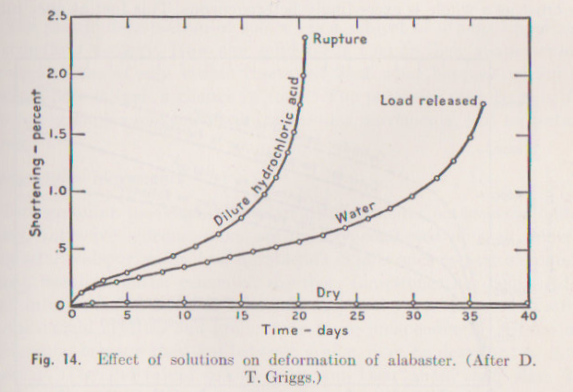 2.5
Rupture
2.0
Load released
Shortening – percent
1.5
Dilute hydrochloric acid
1.0
Water
.5
Dry
0
0 5 10 15 20 25 30 35 40
Time – days
Fig. 14. Effect of solutions on deformation of alabaster. (After D.
T. Griggs.)